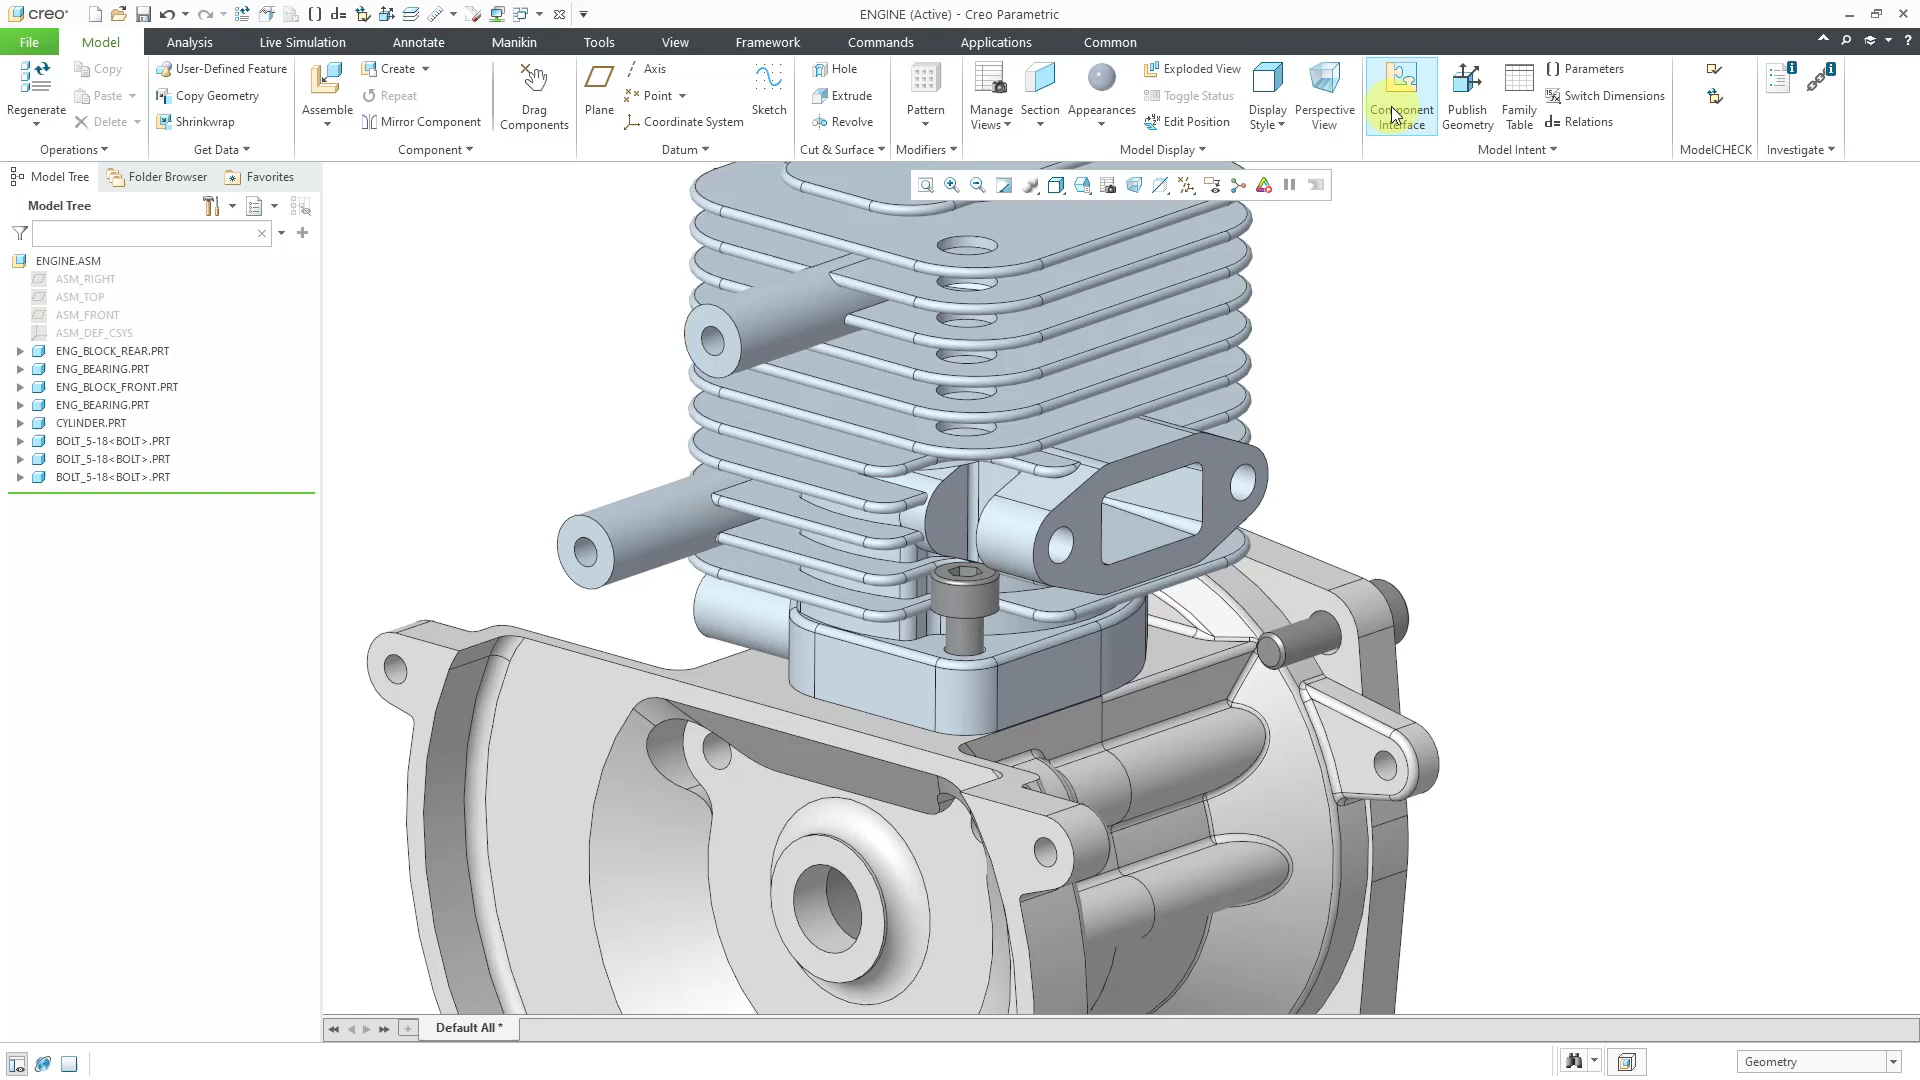 creo
ENGINE (Active) - Creo Parametric
File Model Analysis Live Simulation Annotate Manikin Tools View Framework Commands Applications Common
Regenerate
Copy
Paste
Delete
Operations
User-Defined Feature
Copy Geometry
Shrinkwrap
Get Data
Assemble
Create
Repeat
Mirror Component
Component
Drag
Components
Plane
Axis
Point
Coordinate System
Sketch
Datum
Hole
Extrude
Revolve
Cut & Surface
Pattern
Modifiers
Manage
Views
Section
Appearances
Exploded View
Toggle Status
Edit Position
Display
Style
Perspective
View
Model Display
Component
Interface
Publish
Geometry
Family
Table
Parameters
Switch Dimensions
d= Relations
Model Intent
ModelCHECK
Investigate
Model Tree Folder Browser Favorites
Model Tree
ENGINE.ASM
ASM_RIGHT
ASM_TOP
ASM_FRONT
ASM_DEF_CSYS
ENG_BLOCK_REAR.PRT
ENG_BEARING.PRT
ENG_BLOCK_FRONT.PRT
ENG_BEARING.PRT
CYLINDER.PRT
BOLT_5-18<BOLT>.PRT
BOLT_5-18<BOLT>.PRT
BOLT_5-18<BOLT>.PRT
Default All *
Geometry